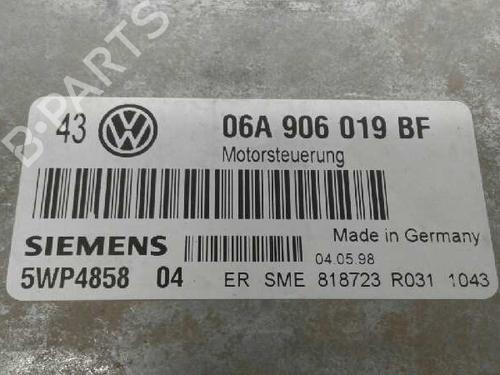 43 VW 06A 906 019 BF
Motorsteuerung
SIEMENS
Made in Germany
04.05.98
5WP4858 04 ER SME 818723 R031 1043
B-PARTS